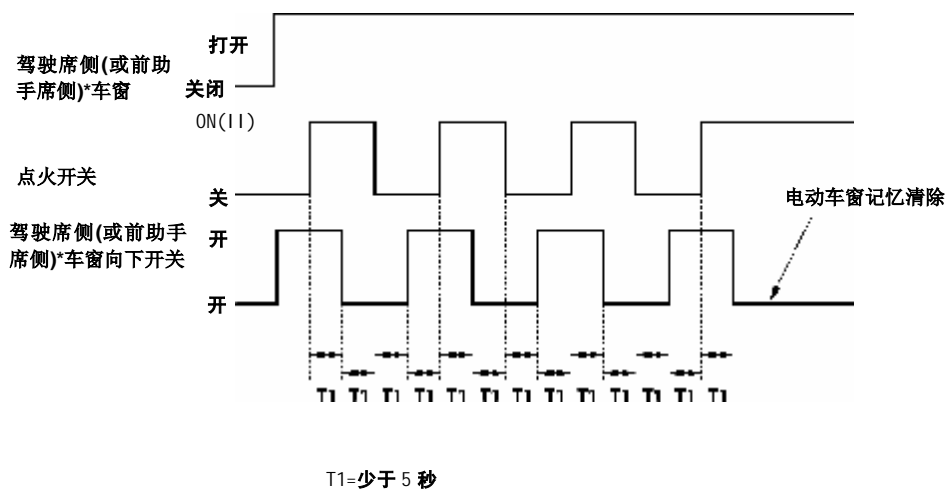 打开
驾驶席侧(或前助
手席侧)*车窗
关闭
ON(II)
点火开关
关
电动车窗记忆清除
驾驶席侧(或前助手
席侧)*车窗向下开关
开
开
T1 T1 T1 T1 T1 T1 T1 T1 T1 T1 T1 T1 T1
T1=少于 5 秒